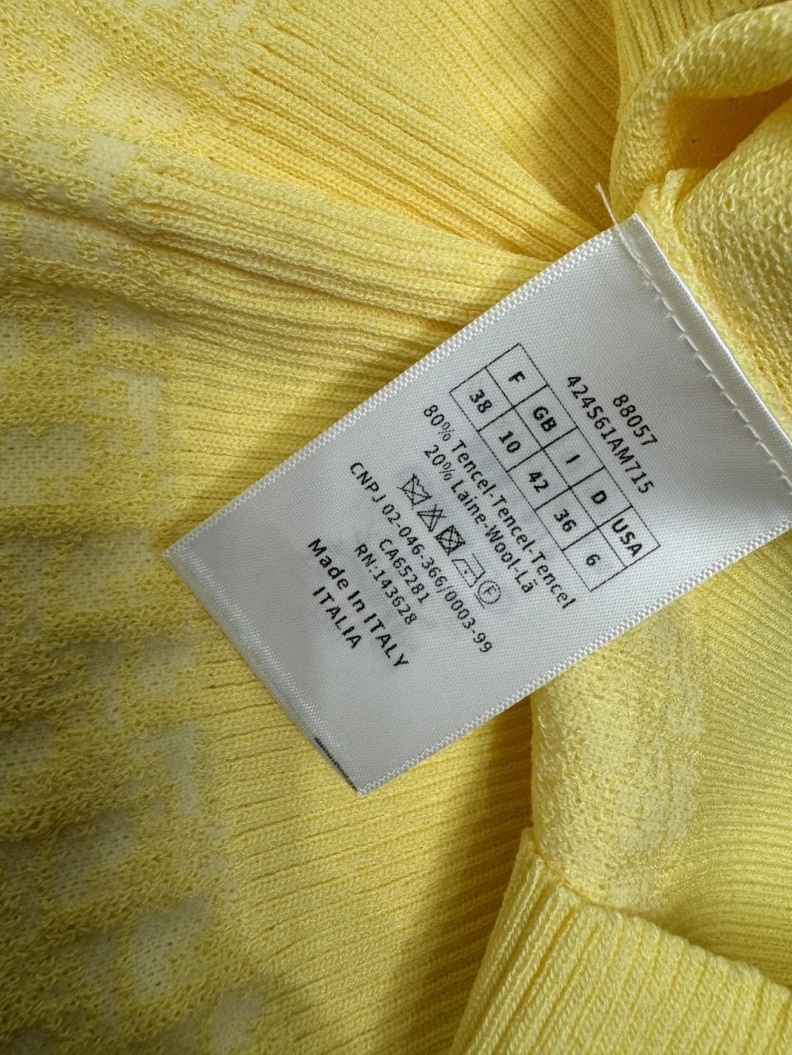 88057
424S61AM715
F GB I D USA
38 10 42 36 6
80% Tencel-Tencel-Tencel
20% Laine-Wool-Lã
F
CNPJ 02-046-366/0003-99
CA65281
RN:143628
Made In ITALY
ITALIA